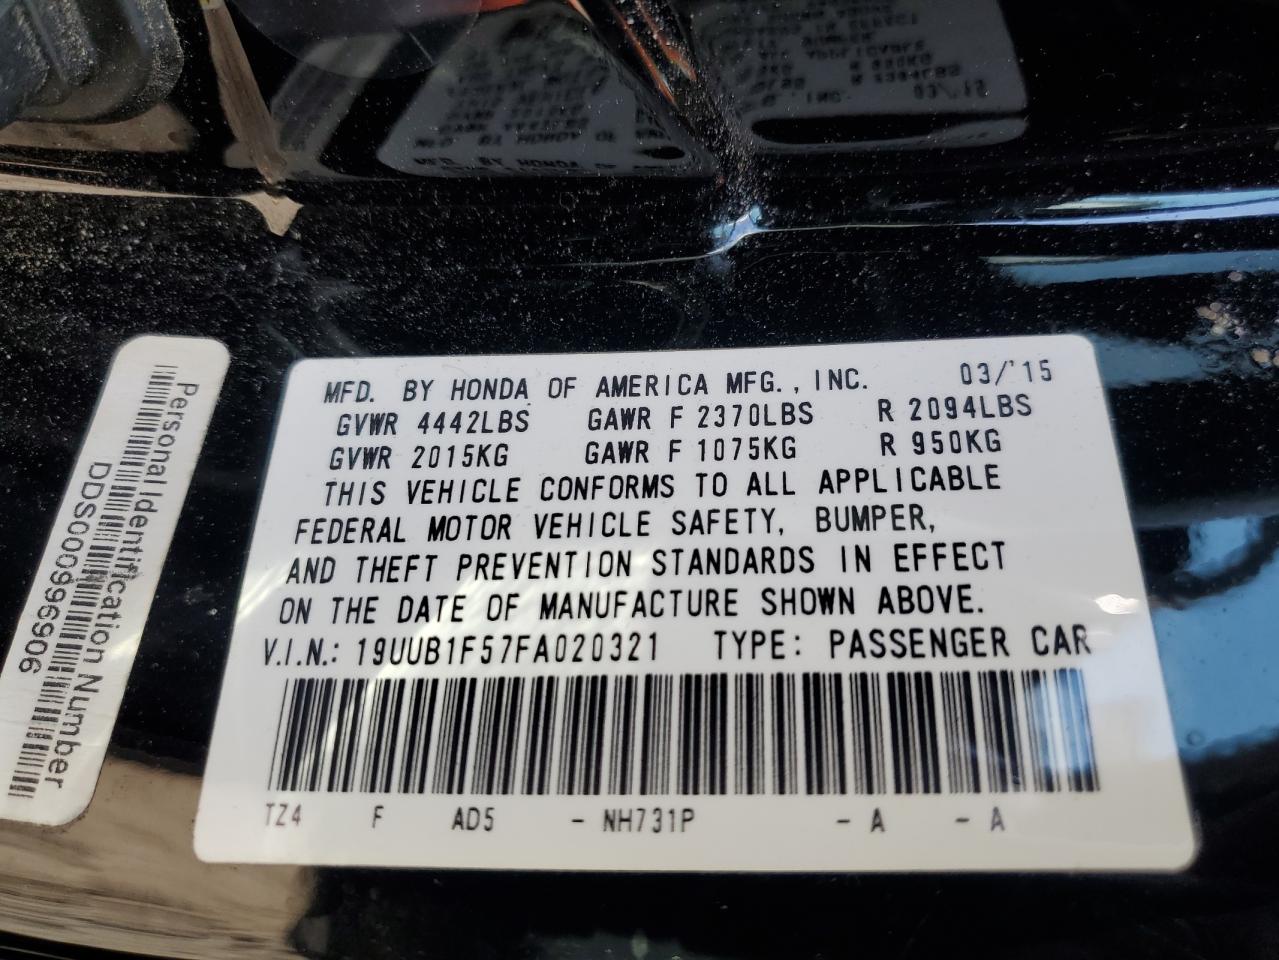 MFD. BY HONDA OF AMERICA MFG., INC. 03/'15
GVWR 4442LBS GAWR F 2370LBS R 2094LBS
GVWR 2015KG GAWR F 1075KG R 950KG
THIS VEHICLE CONFORMS TO ALL APPLICABLE
FEDERAL MOTOR VEHICLE SAFETY, BUMPER,
AND THEFT PREVENTION STANDARDS IN EFFECT
ON THE DATE OF MANUFACTURE SHOWN ABOVE.
V.I.N.: 19UUB1F57FA020321 TYPE: PASSENGER CAR
TZ4 F AD5 - NH731P - A - A
Personal Identification Number
DDS000996906